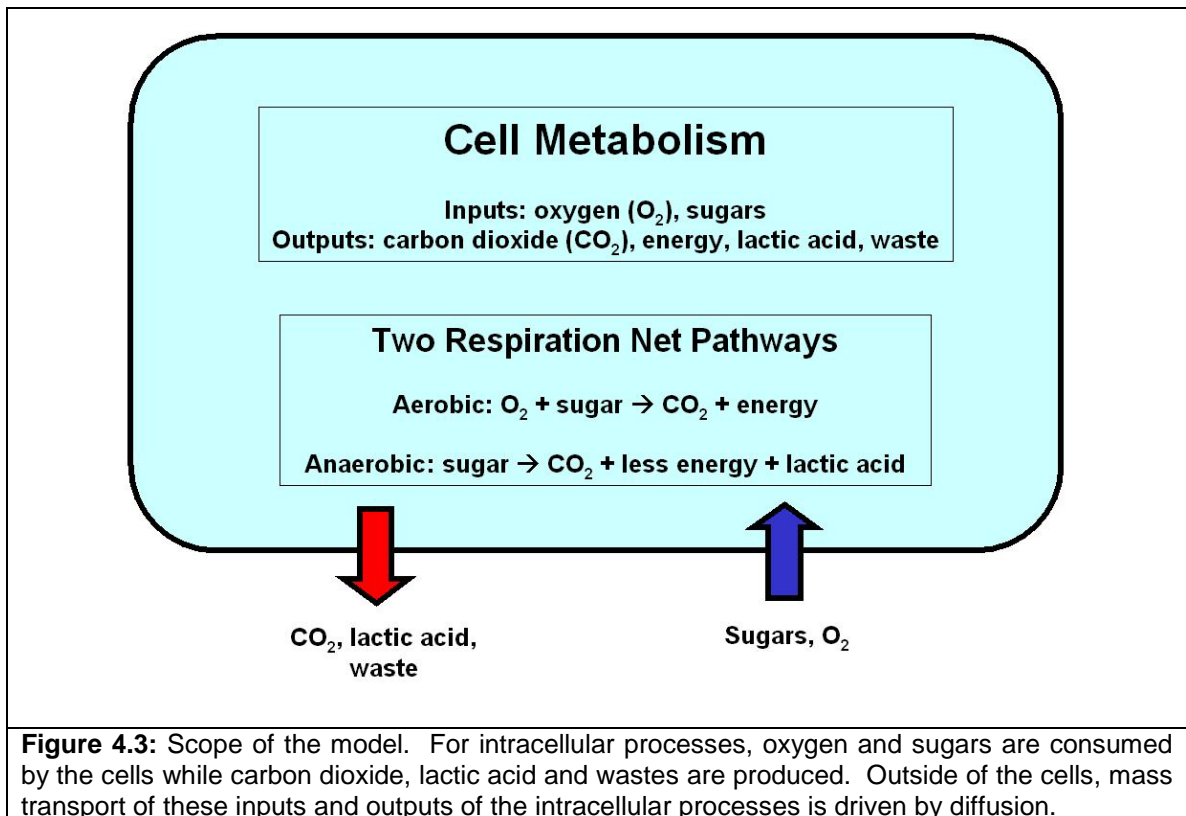 Cell Metabolism
Inputs: oxygen (O₂), sugars
Outputs: carbon dioxide (CO₂), energy, lactic acid, waste
Two Respiration Net Pathways
Aerobic: O₂ + sugar → CO₂ + energy
Anaerobic: sugar → CO₂ + less energy + lactic acid
CO₂, lactic acid,
waste
Sugars, O₂
Figure 4.3: Scope of the model. For intracellular processes, oxygen and sugars are consumed
by the cells while carbon dioxide, lactic acid and wastes are produced. Outside of the cells, mass
transport of these inputs and outputs of the intracellular processes is driven by diffusion.